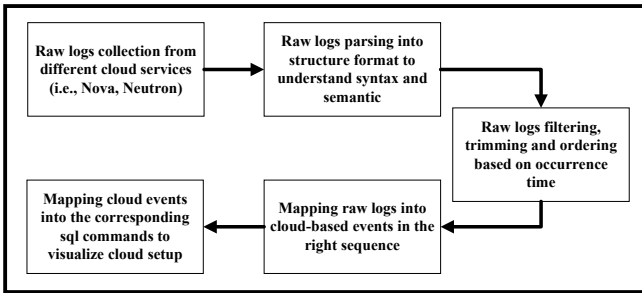 Raw logs collection from
different cloud services
(i.e., Nova, Neutron)
Raw logs parsing into
structure format to
understand syntax and
semantic
Raw logs filtering,
trimming and ordering
based on occurrence
time
Mapping raw logs into
cloud-based events in the
right sequence
Mapping cloud events
into the corresponding
sql commands to
visualize cloud setup